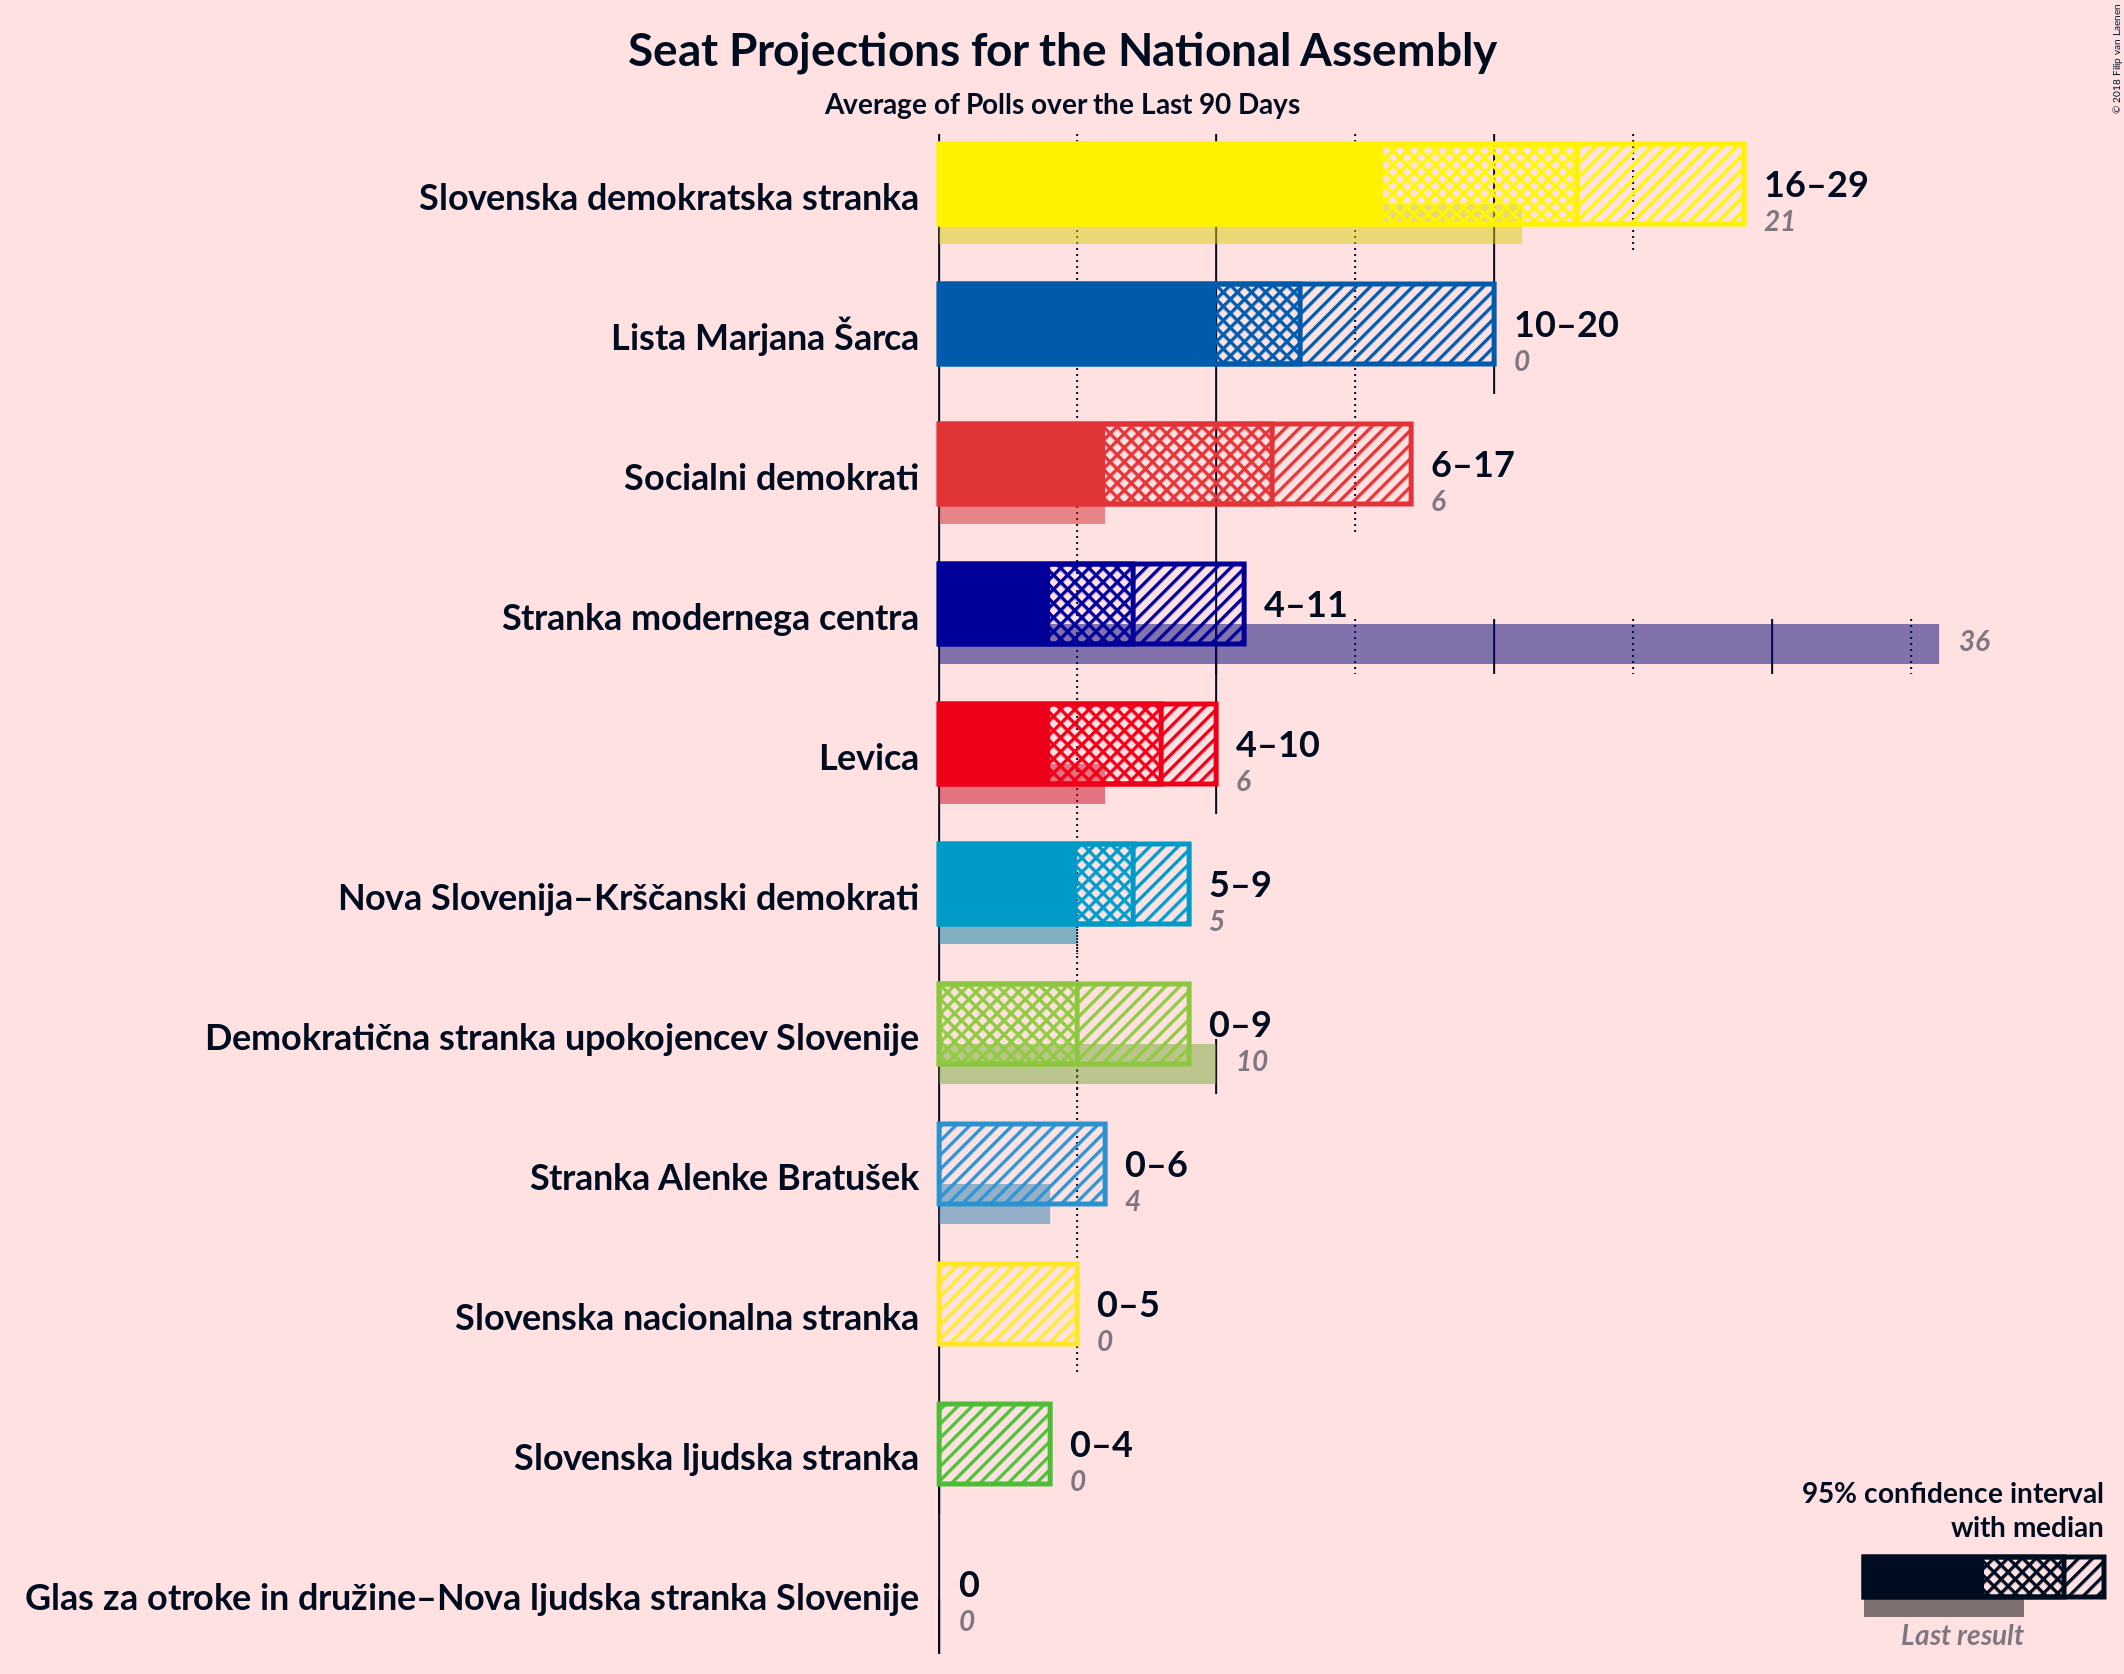 Seat Projections for the National Assembly
Average of Polls over the Last 90 Days
© 2018 Filip van Laenen
Slovenska demokratska stranka
16–29
21
Lista Marjana Šarca
10–20
0
Socialni demokrati
6–17
6
Stranka modernega centra
4–11
36
Levica
4–10
6
Nova Slovenija–Krščanski demokrati
5–9
5
Demokratična stranka upokojencev Slovenije
0–9
10
Stranka Alenke Bratušek
0–6
4
Slovenska nacionalna stranka
0–5
0
Slovenska ljudska stranka
0–4
0
Glas za otroke in družine–Nova ljudska stranka Slovenije
0
0
95% confidence interval
with median
Last result